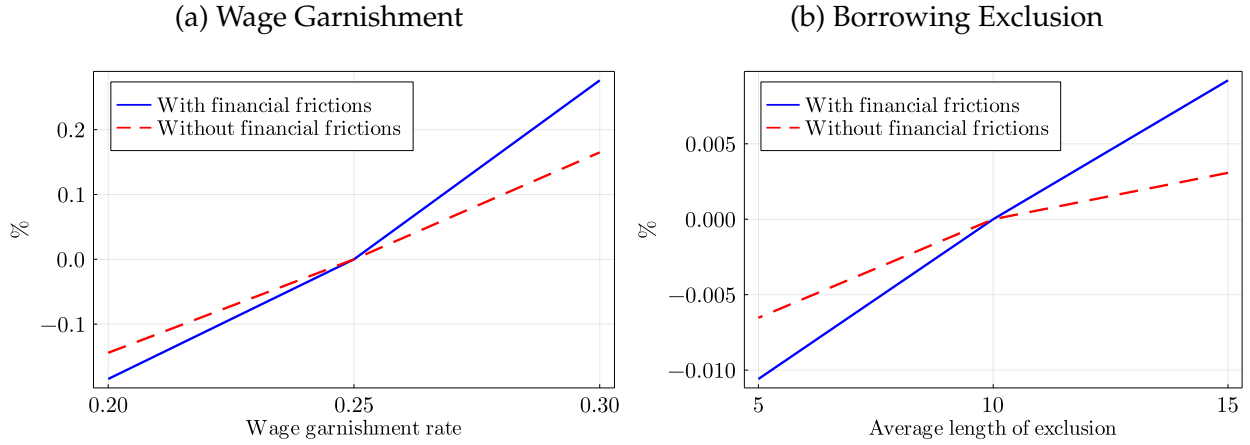 (a) Wage Garnishment
With financial frictions
Without financial frictions
%
0.2
0.1
0.0
−0.1
0.20
0.25
0.30
Wage garnishment rate
(b) Borrowing Exclusion
With financial frictions
Without financial frictions
%
0.005
0.000
−0.005
−0.010
5
10
15
Average length of exclusion